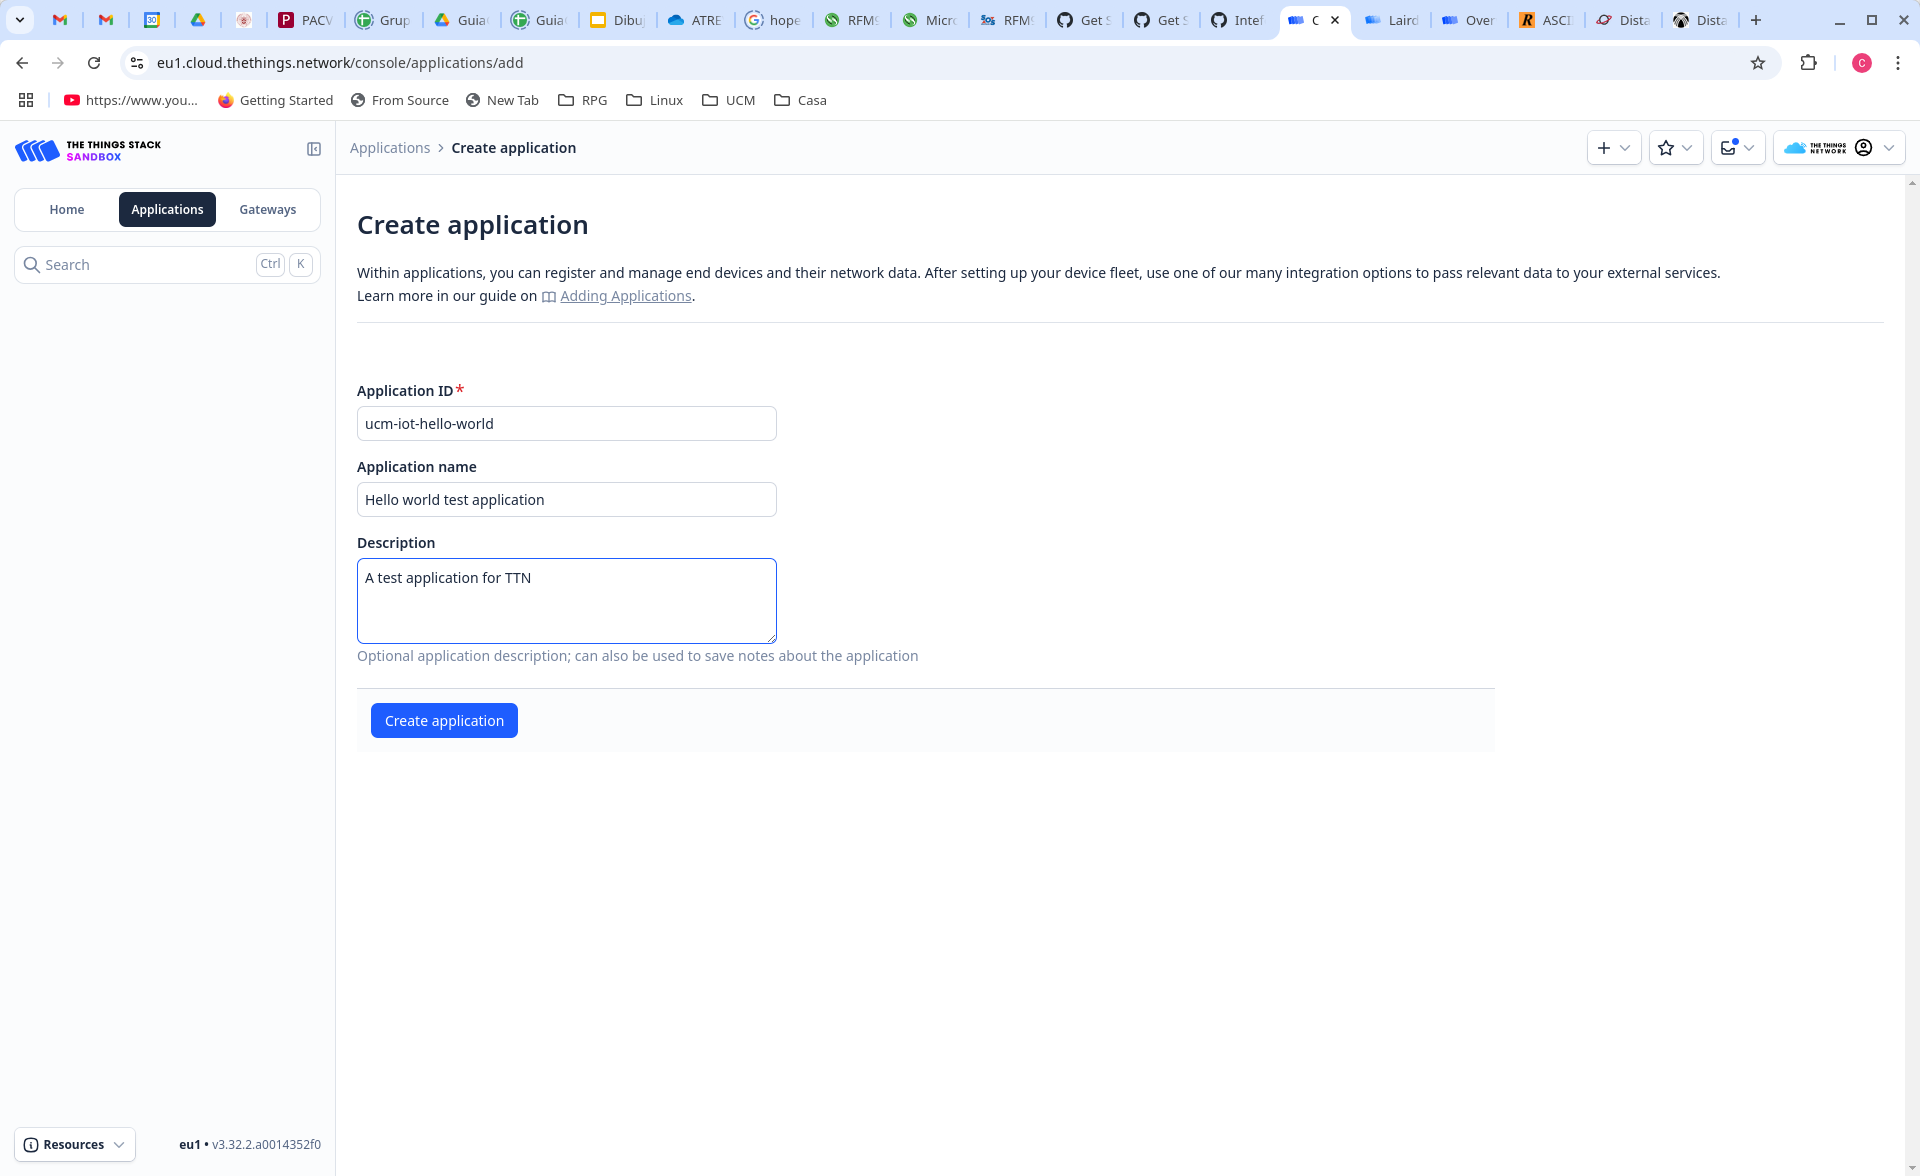 30
PACV
Grup
Guia
Guia
Dibu
ATRE
hope
RFM9
Micro
RFM9
Get S
Get S
Intef
C
Laird
Over
ASCII
Dista
Dista
eu1.cloud.thethings.network/console/applications/add
C
https://www.you...
Getting Started
From Source
New Tab
RPG
Linux
UCM
Casa
THE THINGS STACK
SANDBOX
Applications
Create application
THE THINGS
NETWORK
Home
Applications
Gateways
Search
Ctrl
K
Create application
Within applications, you can register and manage end devices and their network data. After setting up your device fleet, use one of our many integration options to pass relevant data to your external services.
Learn more in our guide on Adding Applications.
Application ID*
ucm-iot-hello-world
Application name
Hello world test application
Description
A test application for TTN
Optional application description; can also be used to save notes about the application
Create application
Resources
eu1 • v3.32.2.a0014352f0